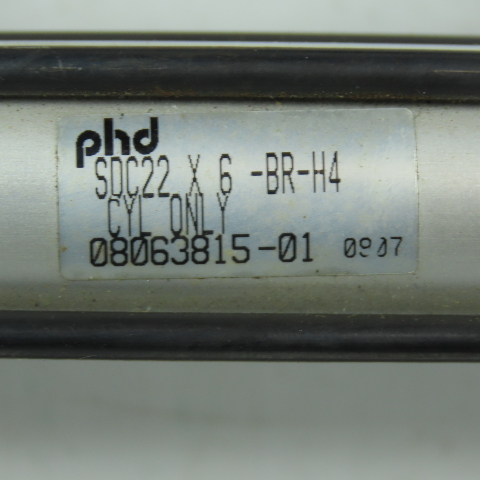 phd
SDC22 X 6 -BR-H4
CYL ONLY
08063815-01 0907